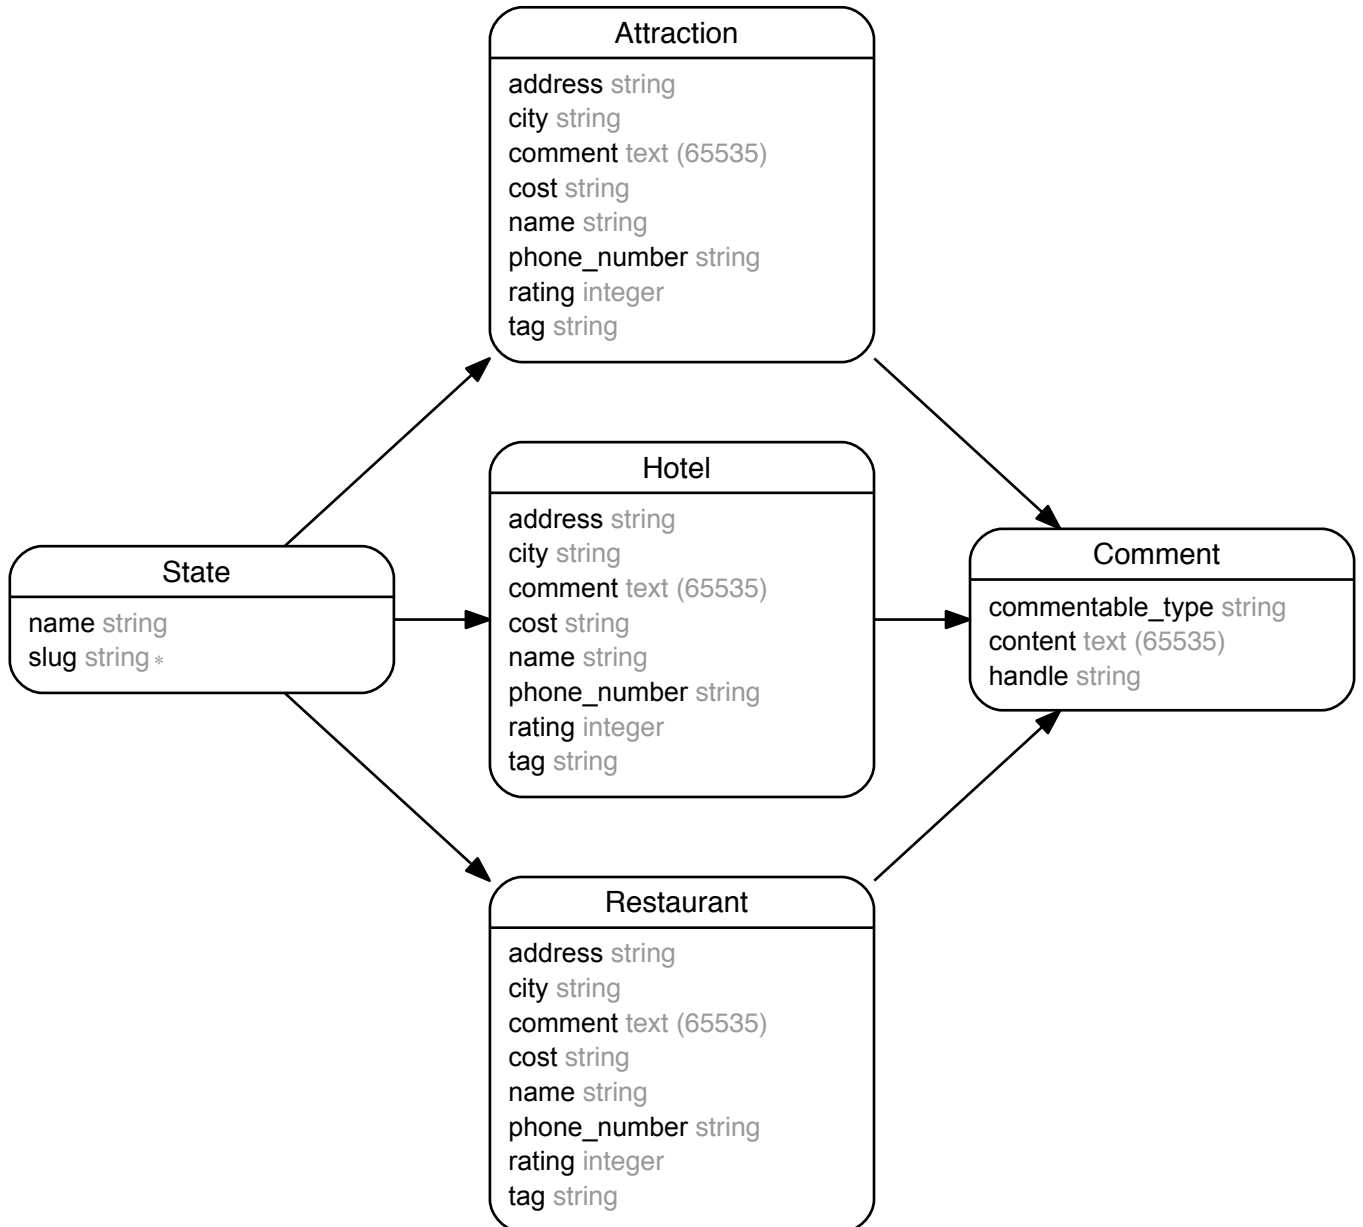 Attraction
address string
city string
comment text (65535)
cost string
name string
phone_number string
rating integer
tag string
Hotel
address string
city string
comment text (65535)
cost string
name string
phone_number string
rating integer
tag string
State
name string
slug string *
Comment
commentable_type string
content text (65535)
handle string
Restaurant
address string
city string
comment text (65535)
cost string
name string
phone_number string
rating integer
tag string